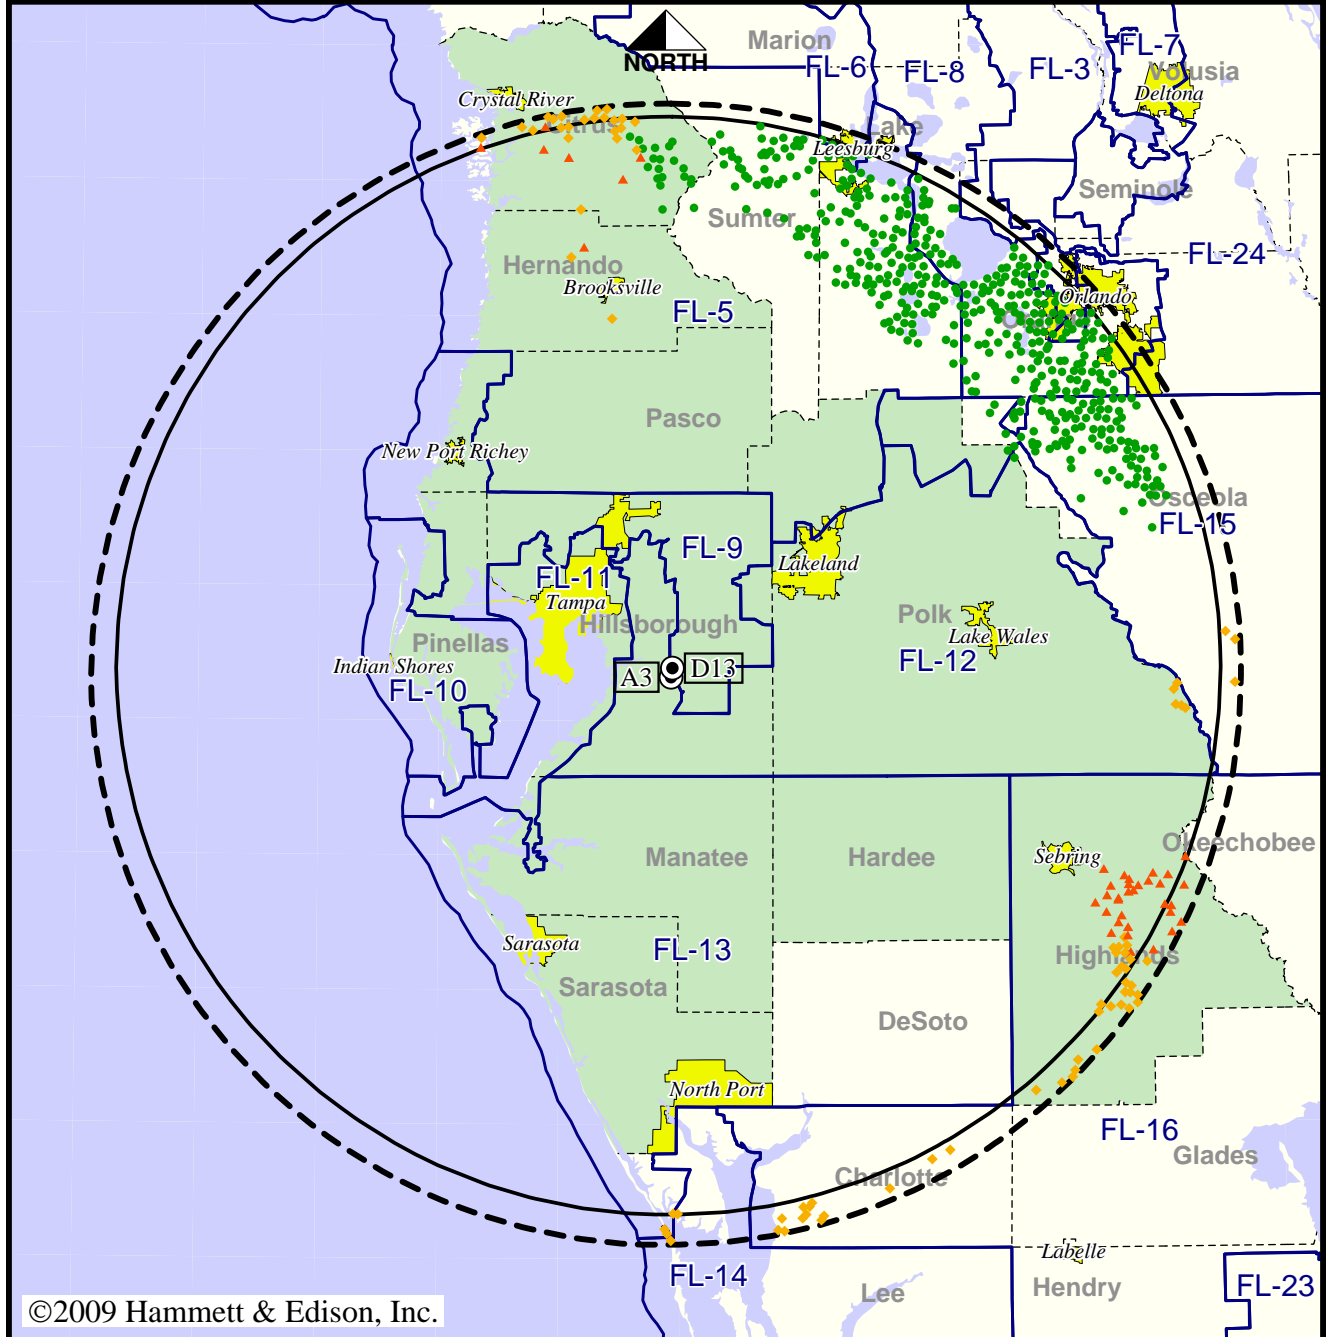 Marion
FL-7
FL-6
FL-8
FL-3
Volusia
NORTH
Deltona
Crystal River
Citrus
Lake
Leesburg
Seminole
Sumter
FL-24
Hernando
Brooksville
Orlando
FL-5
Orange
Pasco
New Port Richey
Osceola
FL-15
FL-9
Lakeland
FL-11
Tampa
Hillsborough
Polk
Pinellas
Lake Wales
Indian Shores
FL-12
A3
D13
FL-10
Okeechobee
Manatee
Hardee
Sebring
Sarasota
FL-13
Highlands
Sarasota
DeSoto
North Port
FL-16
Glades
Charlotte
Labelle
FL-14
Lee
Hendry
FL-23
©2009 Hammett & Edison, Inc.